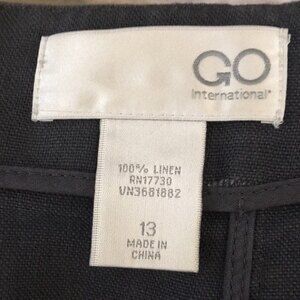 GO
International®
100% LINEN
RN17730
VN3681882
13
MADE IN
CHINA